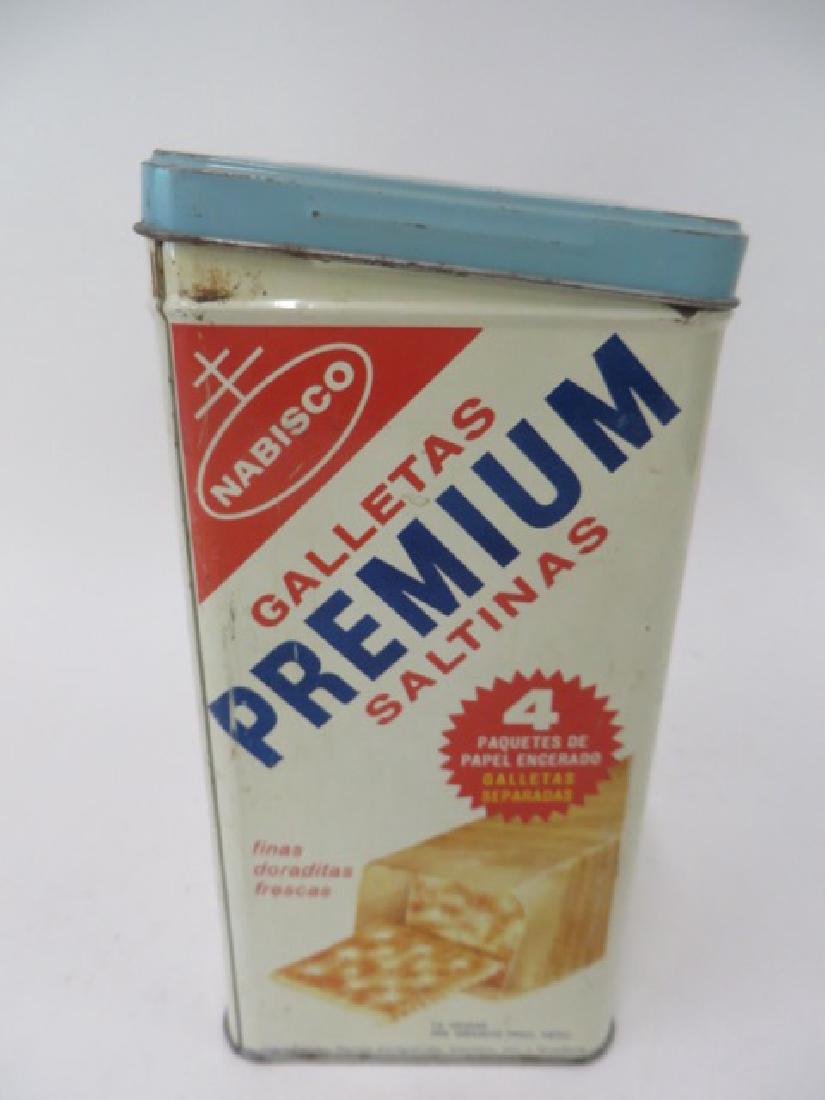 NABISCO
GALLETAS
PREMIUM
SALTINAS
4
PAQUETES DE
PAPEL ENCERADO
GALLETAS
SEPARADAS
finas
doraditas
frescas